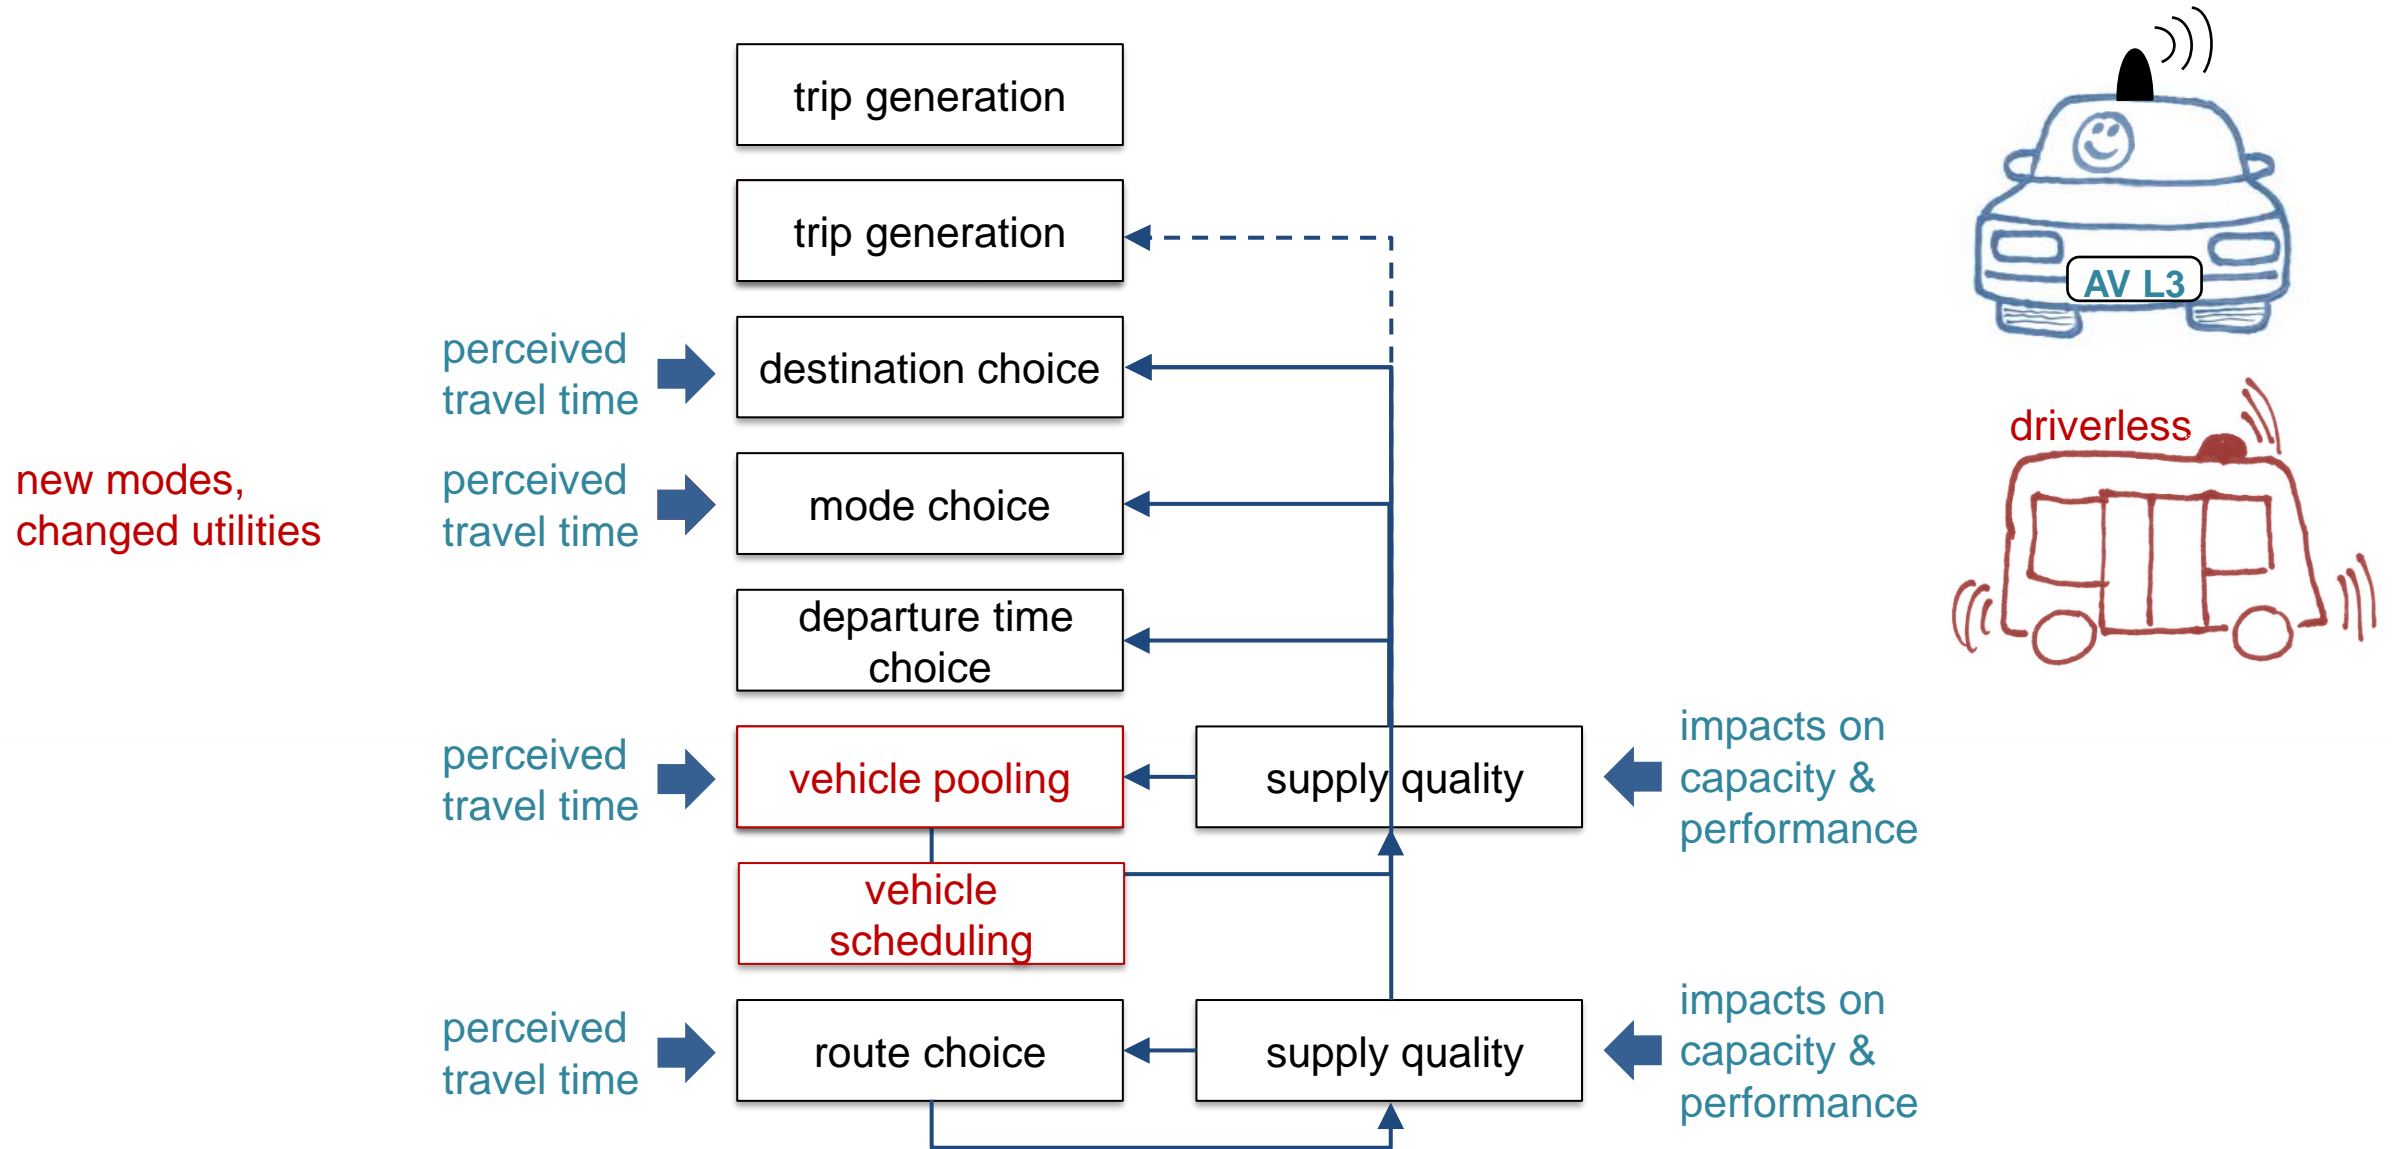 trip generation
trip generation
AV L3
perceived
travel time
destination choice
driverless
new modes,
changed utilities
perceived
travel time
mode choice
departure time
choice
perceived
travel time
vehicle pooling
supply quality
impacts on
capacity &
performance
vehicle
scheduling
perceived
travel time
route choice
supply quality
impacts on
capacity &
performance